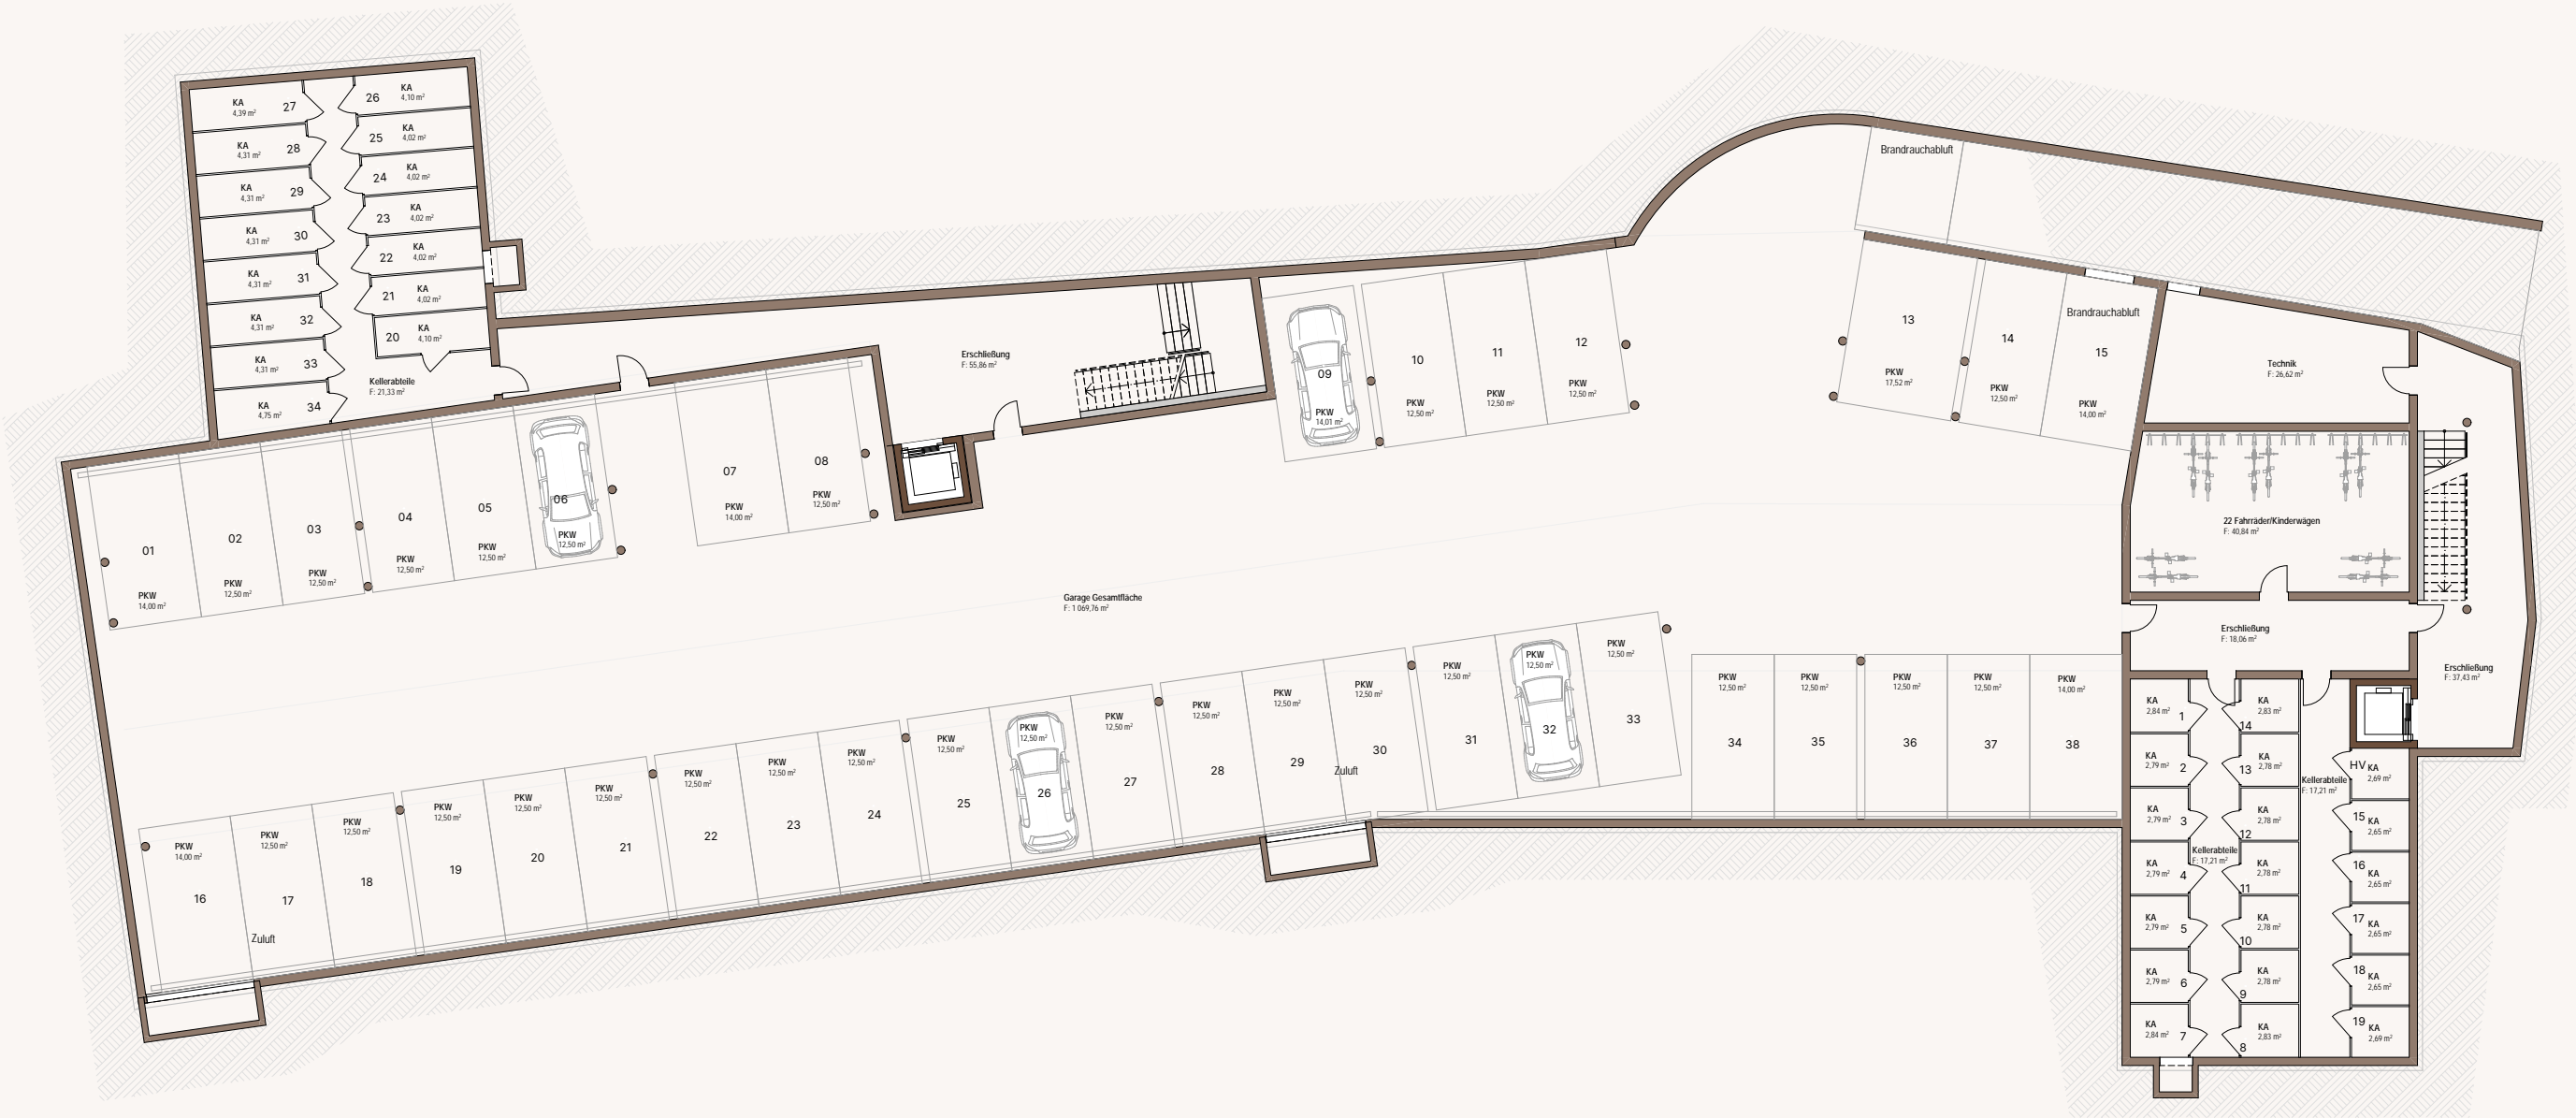 KA
4,39 m²
27
KA
4,31 m²
28
KA
4,31 m²
29
KA
4,31 m²
30
KA
4,31 m²
31
KA
4,31 m²
32
KA
4,31 m²
33
KA
4,75 m²
34
26
KA
4,10 m²
25
KA
4,02 m²
24
KA
4,02 m²
23
KA
4,02 m²
22
KA
4,02 m²
21
KA
4,02 m²
20
KA
4,10 m²
Kellerabteile
F: 21,33 m²
Erschließung
F: 55,86 m²
01
PKW
14,00 m²
02
PKW
12,50 m²
03
PKW
12,50 m²
04
PKW
12,50 m²
05
PKW
12,50 m²
06
PKW
12,50 m²
07
PKW
14,00 m²
08
PKW
12,50 m²
09
PKW
14,01 m²
10
PKW
12,50 m²
11
PKW
12,50 m²
12
PKW
12,50 m²
Brandrauchabluft
13
PKW
17,52 m²
14
PKW
12,50 m²
Brandrauchabluft
15
PKW
14,00 m²
Technik
F: 26,62 m²
22 Fahrräder/Kinderwägen
F: 40,84 m²
Erschließung
F: 18,06 m²
Erschließung
F: 37,43 m²
Garage Gesamtfläche
F: 1 069,76 m²
PKW
14,00 m²
16
PKW
12,50 m²
17
Zuluft
PKW
12,50 m²
18
PKW
12,50 m²
19
PKW
12,50 m²
20
PKW
12,50 m²
21
PKW
12,50 m²
22
PKW
12,50 m²
23
PKW
12,50 m²
24
PKW
12,50 m²
25
PKW
12,50 m²
26
PKW
12,50 m²
27
PKW
12,50 m²
28
PKW
12,50 m²
29
PKW
12,50 m²
30
Zuluft
PKW
12,50 m²
31
PKW
12,50 m²
32
PKW
12,50 m²
33
PKW
12,50 m²
34
PKW
12,50 m²
35
PKW
12,50 m²
36
PKW
12,50 m²
37
PKW
14,00 m²
38
KA
2,84 m²
1
KA
2,79 m²
2
KA
2,79 m²
3
KA
2,79 m²
4
KA
2,79 m²
5
KA
2,79 m²
6
KA
2,84 m²
7
Kellerabteile
F: 17,21 m²
KA
2,83 m²
14
KA
2,78 m²
13
KA
2,78 m²
12
KA
2,78 m²
11
KA
2,78 m²
10
KA
2,78 m²
9
KA
2,83 m²
8
Kellerabteile
F: 17,21 m²
HV
KA
2,69 m²
15
KA
2,65 m²
16
KA
2,65 m²
17
KA
2,65 m²
18
KA
2,65 m²
19
KA
2,69 m²